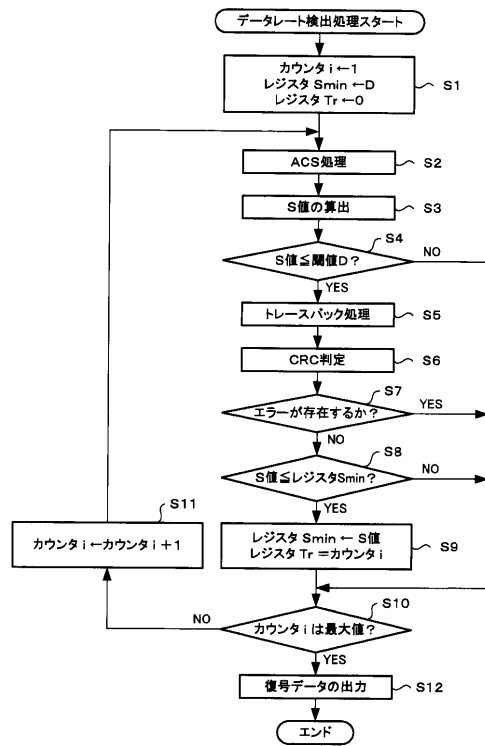 データレート検出処理スタート
カウンタ i ←1
レジスタ Smin ←D
レジスタ Tr ←0
S1
ACS処理
S2
S値の算出
S3
S4
S値≦閾値D?
NO
YES
トレースバック処理
S5
CRC判定
S6
S7
エラーが存在するか?
YES
NO
S8
S値≦レジスタSmin?
NO
YES
S11
カウンタ i ←カウンタ i +1
レジスタ Smin ← S値
レジスタ Tr =カウンタ i
S9
S10
NO
カウンタ i は最大値?
YES
復号データの出力
S12
エンド